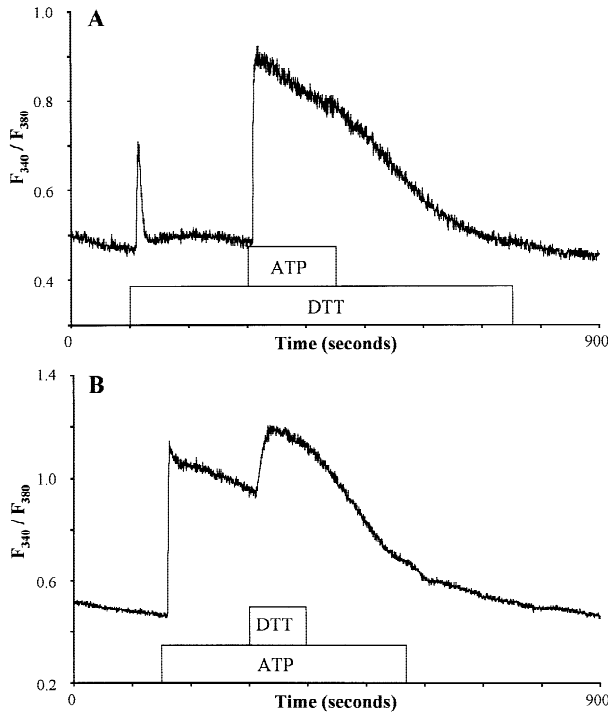 A
1.0
0.8
0.6
0.4
F340 / F380
ATP
DTT
0
Time (seconds)
900
B
1.4
1.0
0.6
0.2
F340 / F380
DTT
ATP
0
Time (seconds)
900